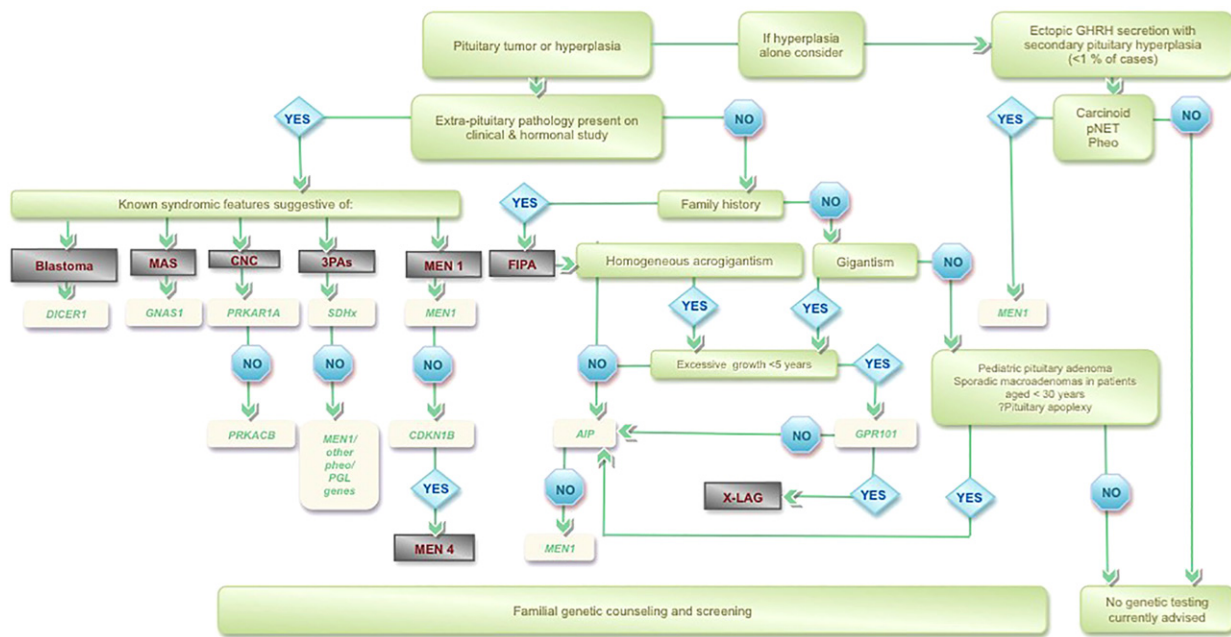 Pituitary tumor or hyperplasia
If hyperplasia
alone consider
Ectopic GHRH secretion with
secondary pituitary hyperplasia
(<1 % of cases)
YES
Extra-pituitary pathology present on
clinical & hormonal study
NO
YES
Carcinoid
pNET
Pheo
NO
Known syndromic features suggestive of:
YES
Family history
NO
Blastoma
MAS
CNC
3PAs
MEN 1
FIPA
Homogeneous acrogigantism
Gigantism
NO
DICER1
GNAS1
PRKAR1A
SDHx
MEN1
YES
YES
MEN1
NO
NO
NO
NO
Excessive growth <5 years
YES
Pediatric pituitary adenoma
Sporadic macroadenomas in patients
aged < 30 years
?Pituitary apoplexy
PRKACB
MEN1/
other
pheo/
PGL
genes
CDKN1B
AIP
NO
GPR101
YES
NO
X-LAG
YES
YES
NO
MEN 4
MEN1
Familial genetic counseling and screening
No genetic testing
currently advised